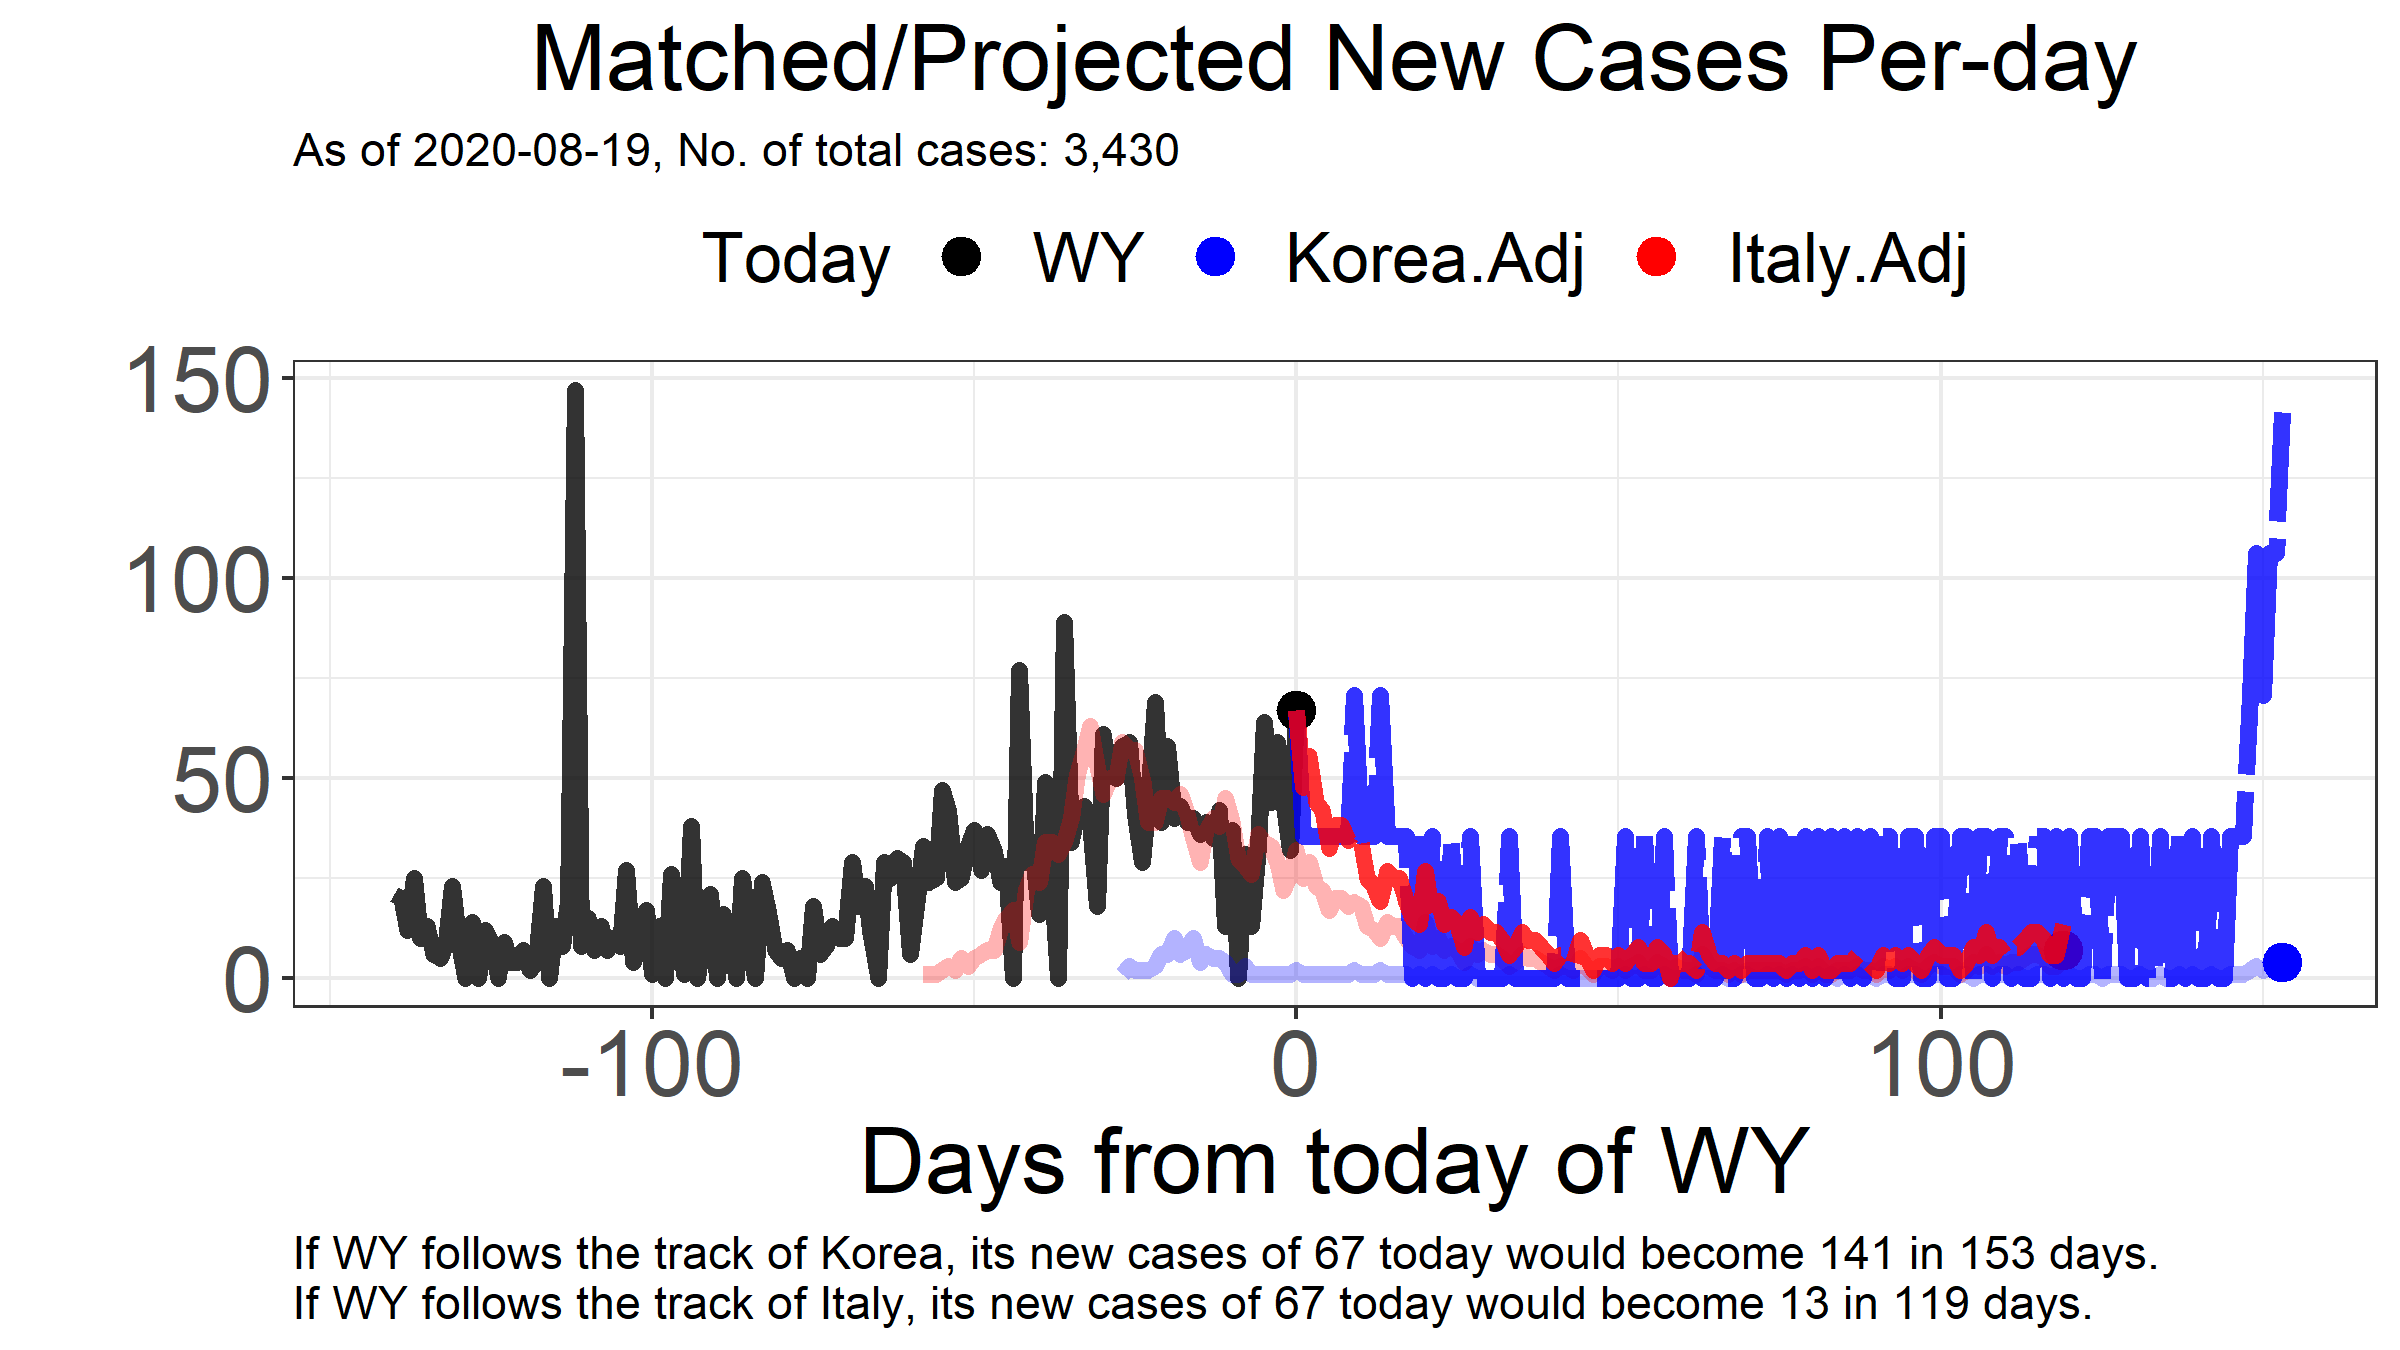 Matched/Projected New Cases Per-day
As of 2020-08-19, No. of total cases: 3,430
Today WY Korea.Adj Italy.Adj
150
100
50
0
-100 0 100
Days from today of WY
If WY follows the track of Korea, its new cases of 67 today would become 141 in 153 days.
If WY follows the track of Italy, its new cases of 67 today would become 13 in 119 days.